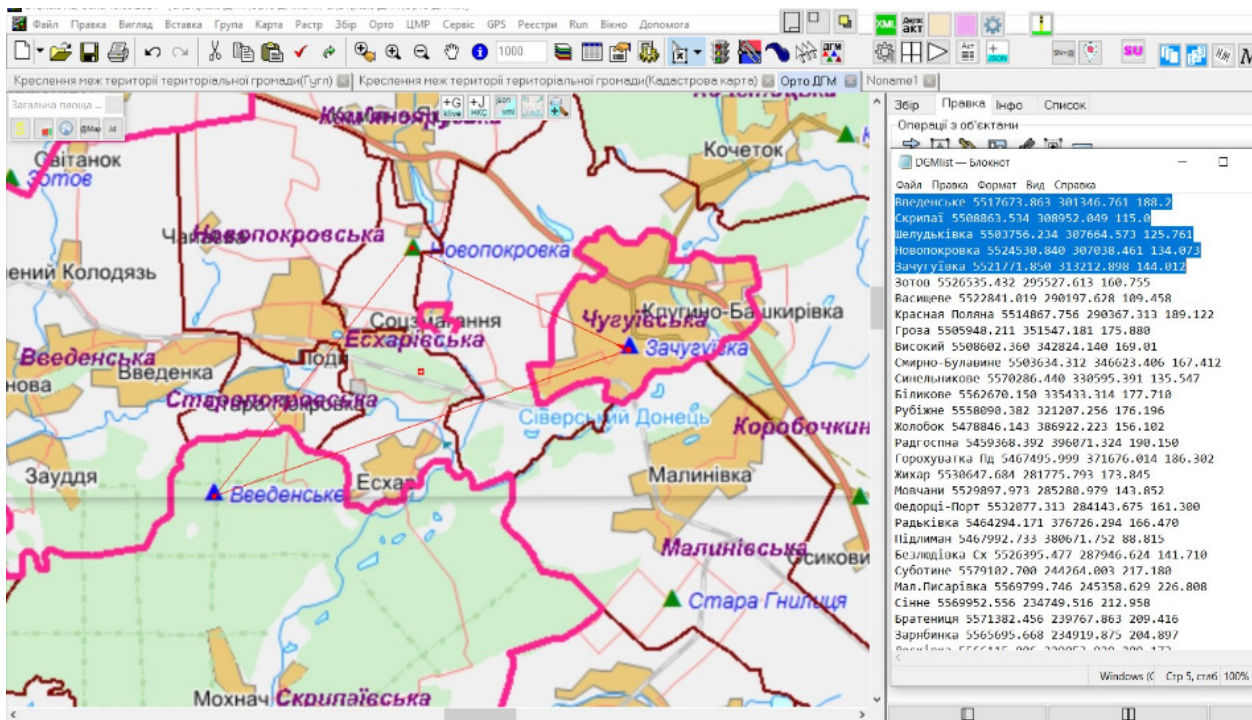 Файл Правка Вигляд Вставка Група Карта Растр Збір Орто ЦМР Сервіс GPS Реєстри Run Вікно Допомога
XML Держ акт
1000
SU
Креслення меж території територіальної громади(Гугл)
Креслення меж території територіальної громади(Кадастрова карта)
Орто ДГМ
Noname1
Загальна площа ...
@Map .id
+G
+J
json
xml
Кочеток
Світанок
Зотов
Новопокровська
Новопокровка
ений Колодязь
Чугуївська
Зачугуївка
Есхарівська
Введенська
Введенка
нова
Сіверський Донець
Коробочкин
Зауддя
Введенське
Малинівка
Малинівська
Стара Гнилиця
Мохнач
Скрипаївська
Збір Правка Інфо Список
Операції з об'єктами
DGMlist — Блокнот
Файл Правка Формат Вид Справка
Введенське 5517673.863 301346.761 188.2
Скрипаї 5508863.534 308952.049 115.0
Шелудьківка 5503756.234 307664.573 125.761
Новопокровка 5524530.840 307038.461 134.073
Зачугуївка 5521771.850 313212.898 144.012
Зотов 5526535.432 295527.613 160.755
Васищеве 5522841.019 290197.628 109.458
Красная Поляна 5514867.756 290367.313 189.122
Гроза 5505948.211 351547.181 175.880
Високий 5508602.360 342824.140 169.01
Смирно-Булавине 5503634.312 346623.406 167.412
Синельникове 5570286.440 330595.391 135.547
Біликове 5562670.150 335433.314 177.710
Рубіжне 5558090.382 321207.256 176.196
Жолобок 5478846.143 386922.223 156.102
Радгоспна 5459368.392 396071.324 190.150
Горохуватка Пд 5467495.999 371676.014 186.302
Жихар 5530647.684 281775.793 173.845
Мовчани 5529897.973 285280.979 143.852
Федорці-Порт 5532077.313 284143.675 161.300
Радьківка 5464294.171 376726.294 166.470
Підлиман 5467992.733 380671.752 88.815
Безлюдівка Сх 5526395.477 287946.624 141.710
Суботине 5579102.700 244264.003 217.180
Мал.Писарівка 5569799.746 245358.629 226.808
Сінне 5569952.556 234749.516 212.958
Братениця 5571382.456 239767.863 209.416
Зарябинка 5565695.668 234919.875 204.897
Windows (C Стр 5, стлб 100%